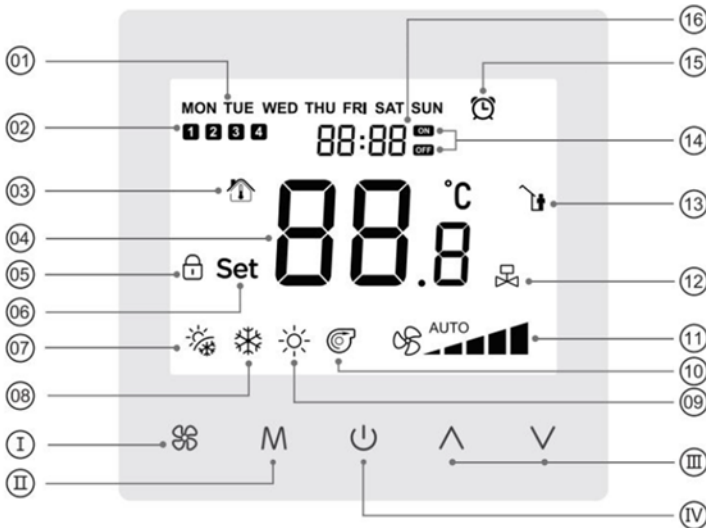 16
01
15
MON TUE WED THU FRI SAT SUN
02
1 2 3 4
88:88
ON
OFF
14
03
°C
13
04
88.8
05
Set
12
06
AUTO
07
11
10
08
09
I
M
II
III
IV